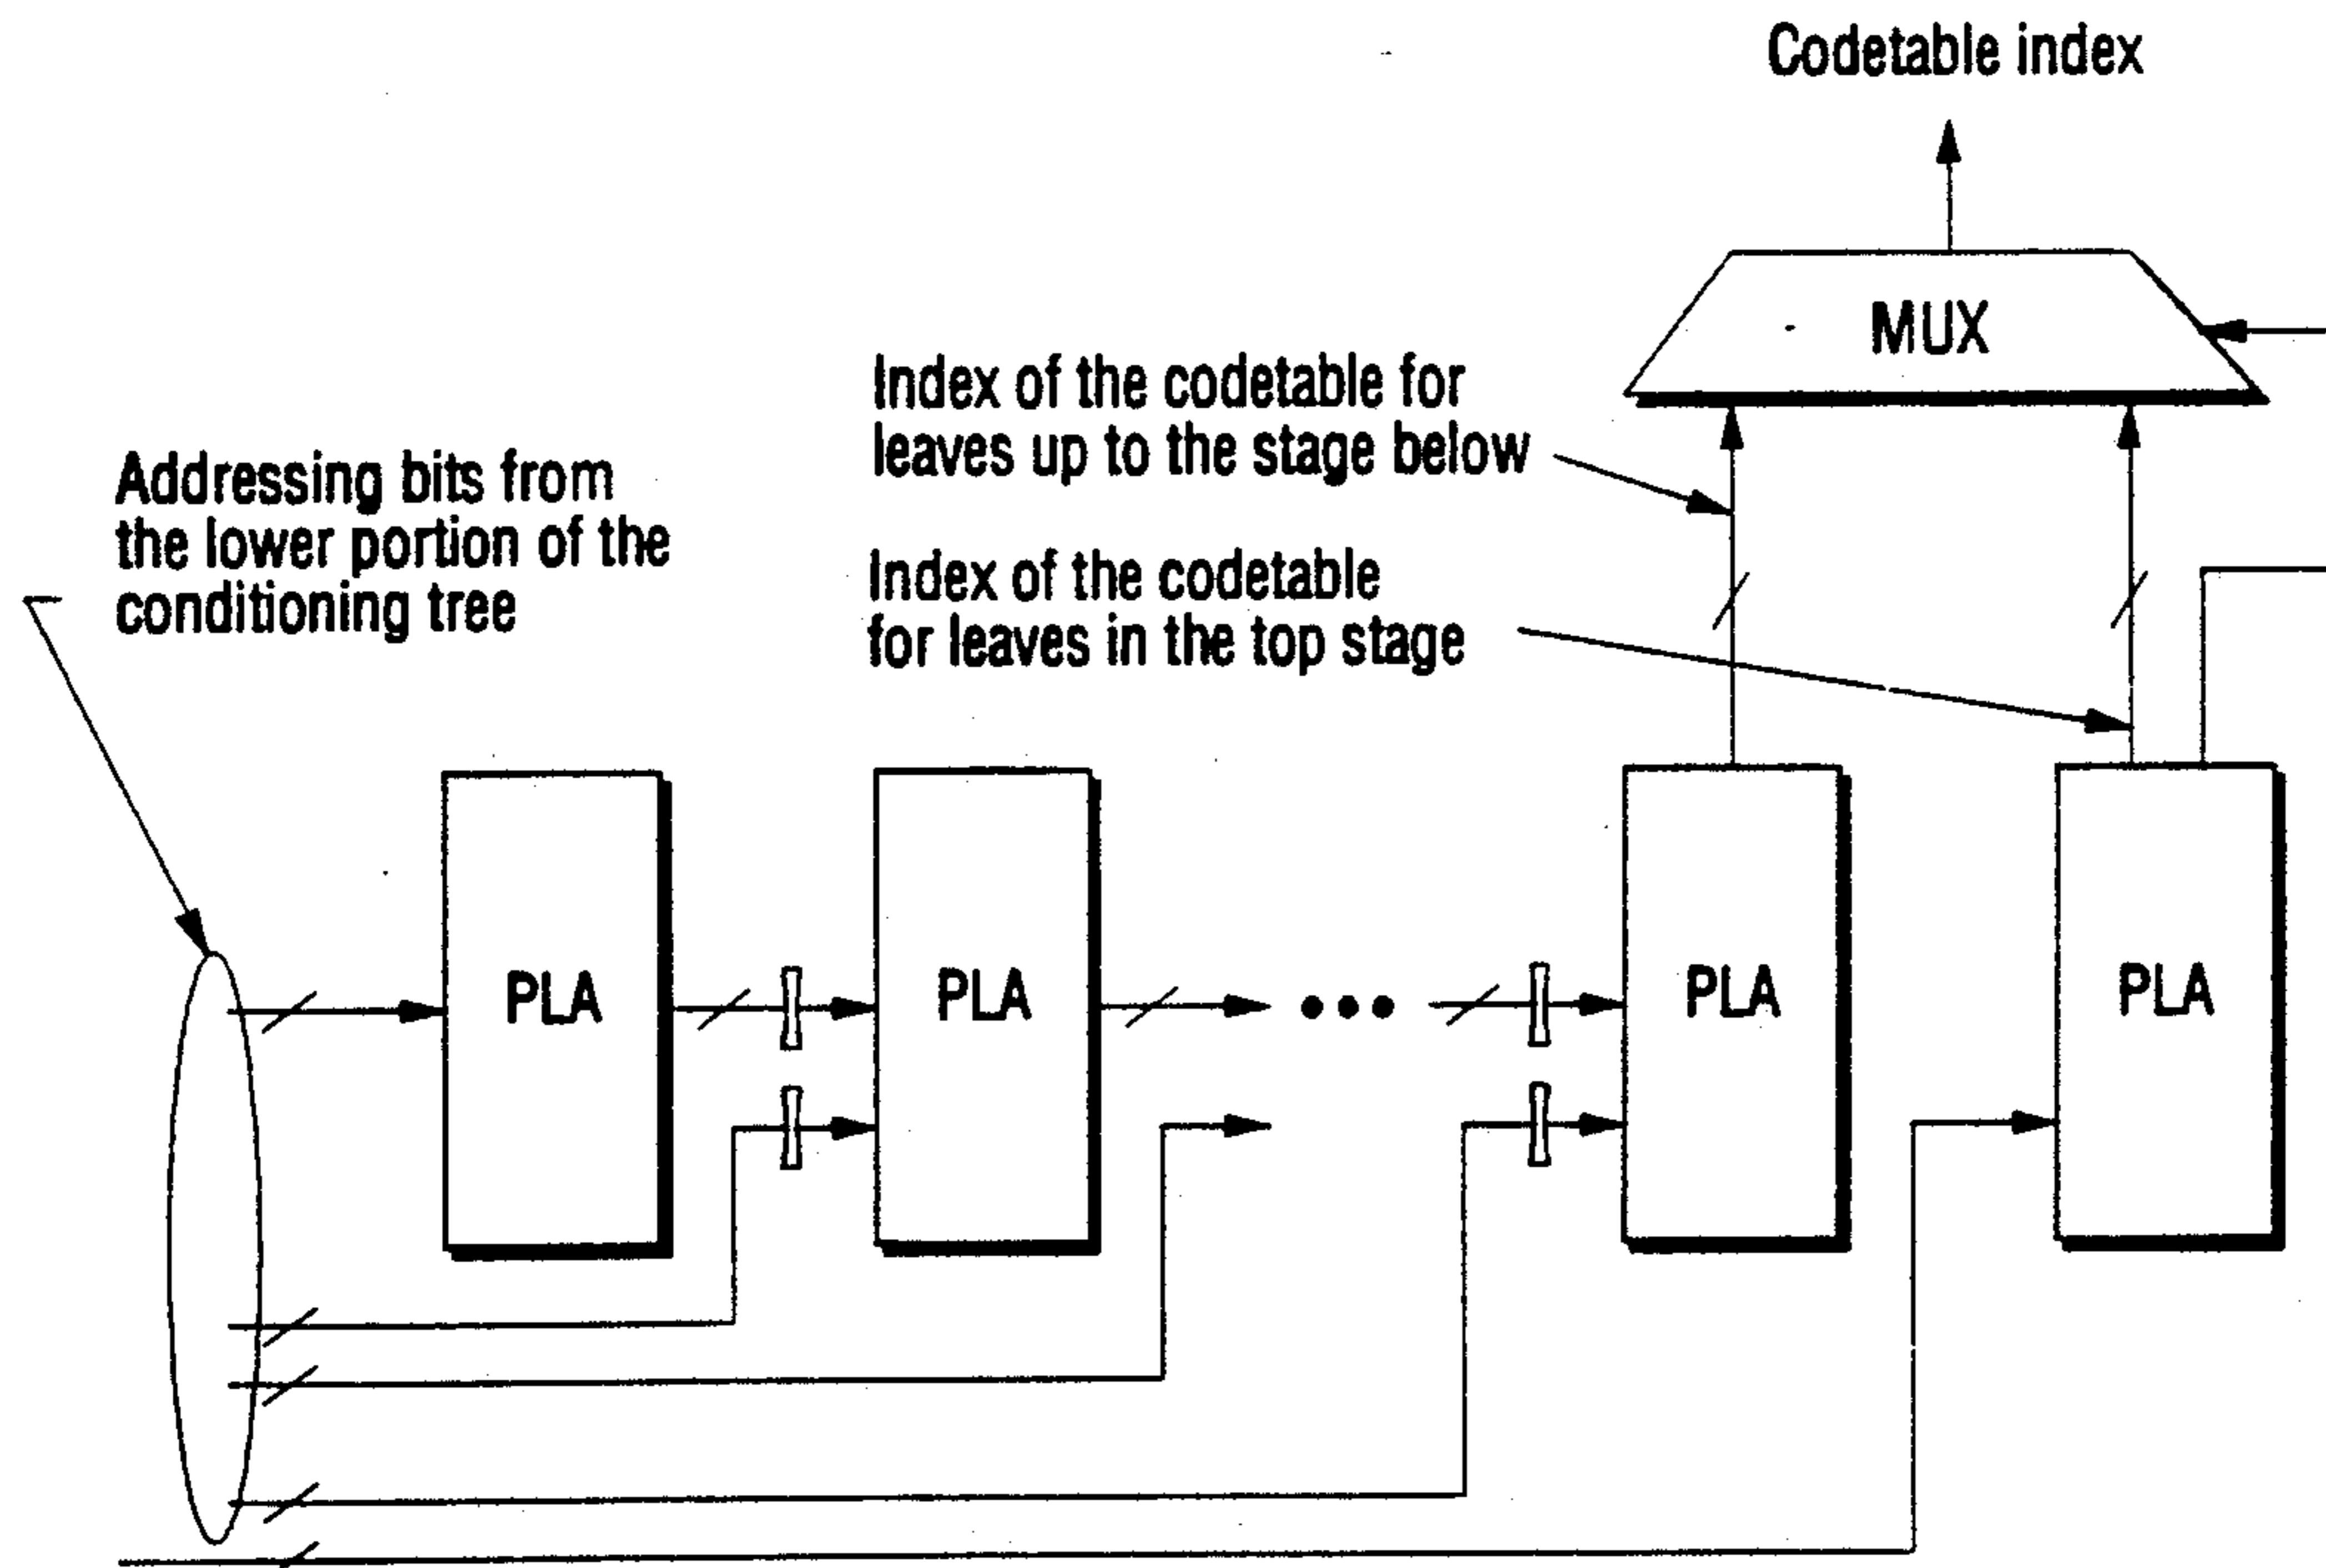 Codetable index
MUX
Index of the codetable for
leaves up to the stage below
Addressing bits from
the lower portion of the
conditioning tree
Index of the codetable
for leaves in the top stage
PLA
PLA
PLA
PLA